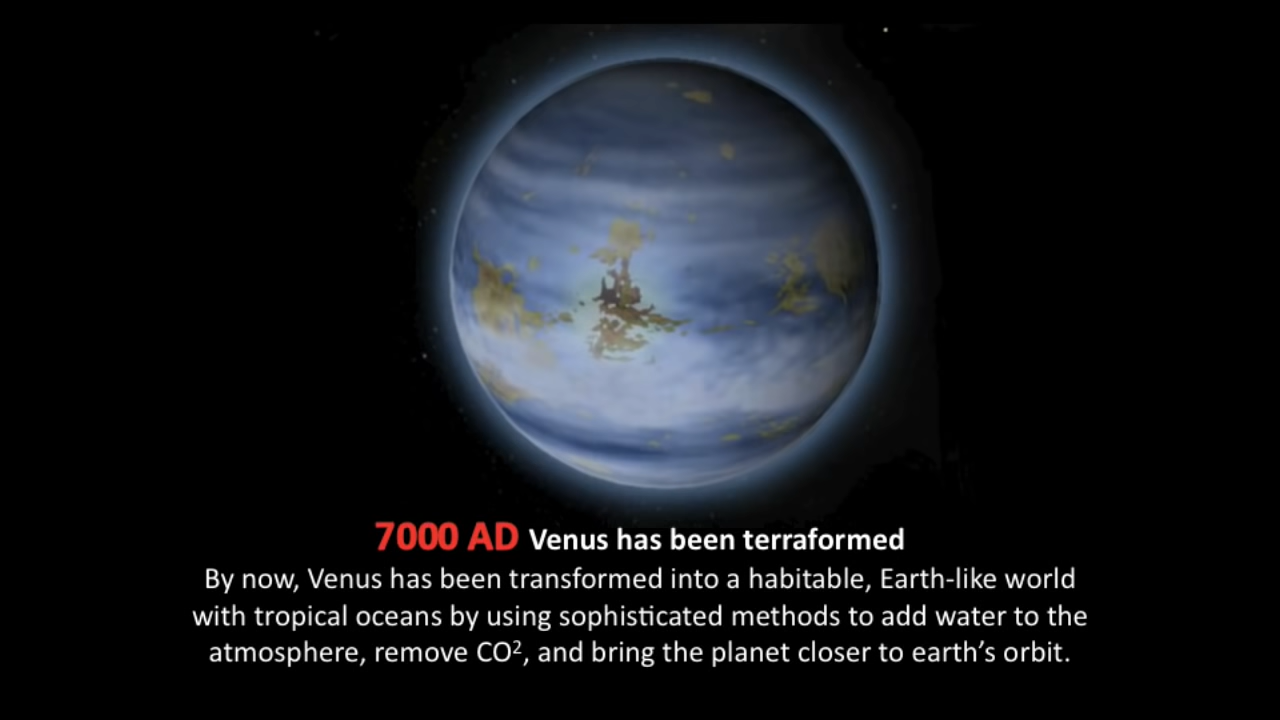 7000 AD Venus has been terraformed
By now, Venus has been transformed into a habitable, Earth-like world
with tropical oceans by using sophisticated methods to add water to the
atmosphere, remove CO², and bring the planet closer to earth’s orbit.